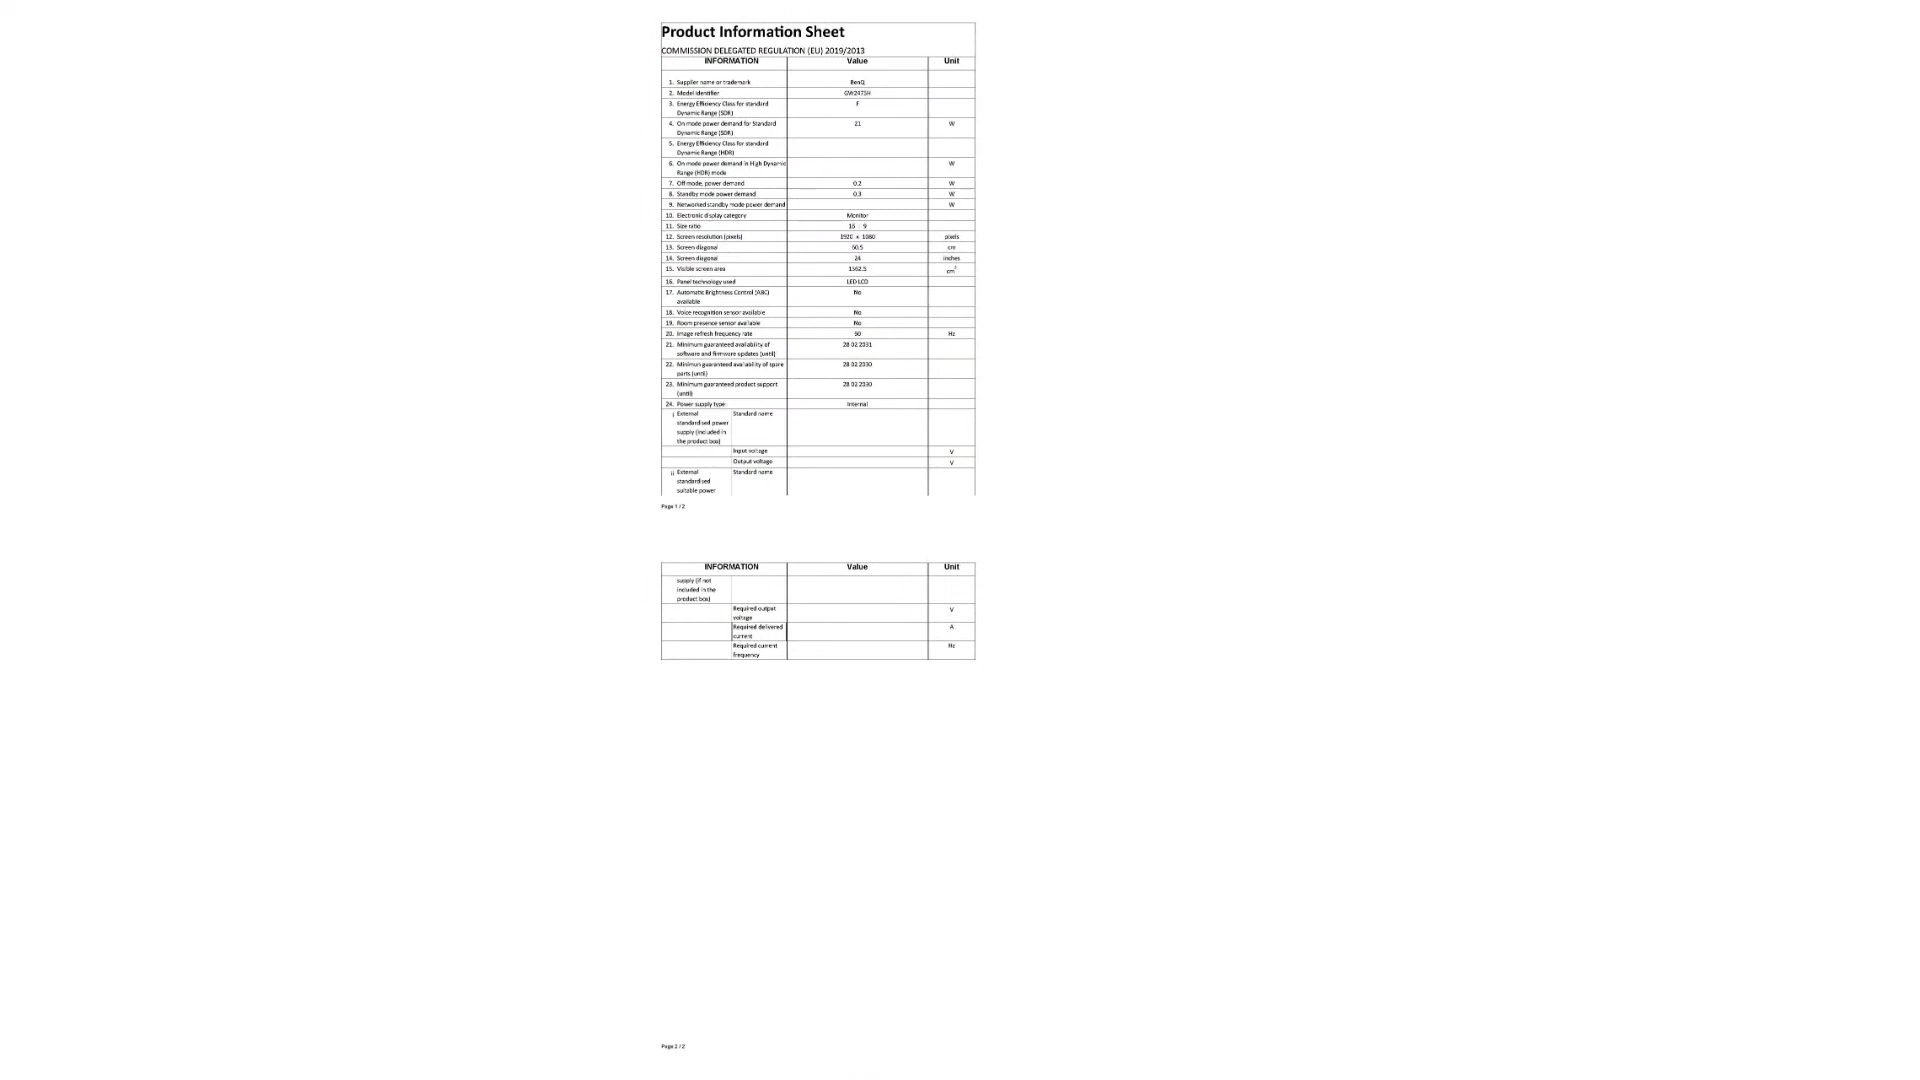 Product Information Sheet
COMMISSION DELEGATED REGULATION (EU) 2019/2013
INFORMATION Value Unit
1. Supplier name or trademark BenQ
2. Model identifier GW2475H
3. Energy Efficiency Class for standard F
Dynamic Range (SDR)
4. On mode power demand for Standard 21 W
Dynamic Range (SDR)
5. Energy Efficiency Class for standard
Dynamic Range (HDR)
6. On mode power demand in High Dynamic W
Range (HDR) mode
7. Off mode, power demand 0.2 W
8. Standby mode power demand 0.3 W
9. Networked standby mode power demand W
10. Electronic display category Monitor
11. Size ratio 16 : 9
12. Screen resolution (pixels) 1920 x 1080 pixels
13. Screen diagonal 60.5 cm
14. Screen diagonal 24 inches
15. Visible screen area 1562.5 cm2
16. Panel technology used LED LCD
17. Automatic Brightness Control (ABC) No
available
18. Voice recognition sensor available No
19. Room presence sensor available No
20. Image refresh frequency rate Hz
21. Minimum guaranteed availability of 28 02 2031
software and firmware updates (until)
22. Minimum guaranteed availability of spare 28 02 2030
parts (until)
23. Minimum guaranteed product support 28 02 2030
(until)
24. Power supply type: Internal
i External Standard name
standardised power
supply (included in
the product box)
Input voltage V
Output voltage V
ii External Standard name
standardised
suitable power
Page 1 / 2
INFORMATION Value Unit
supply (if not
included in the
product box)
Required output V
voltage
Required delivered A
current
Required current Hz
frequency
Page 2 / 2